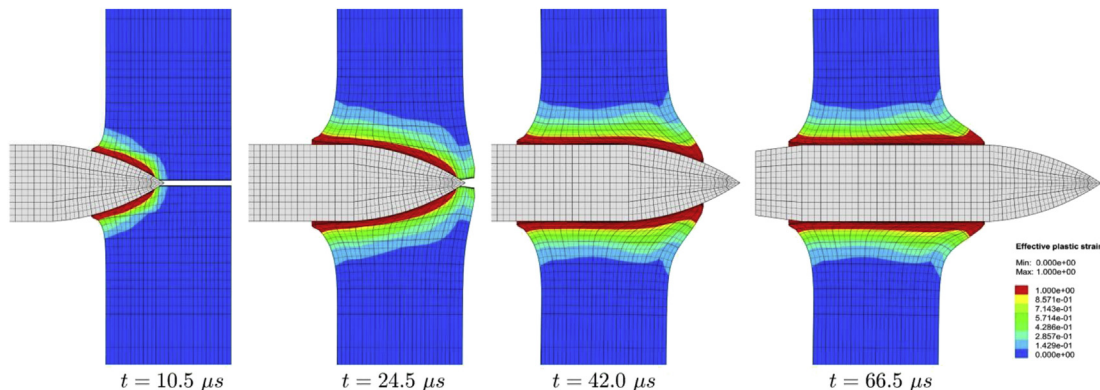 Effective plastic strain
Min: 0.000e+00
Max: 1.000e+00
1.000e+00
8.571e-01
7.143e-01
5.714e-01
4.286e-01
2.857e-01
1.429e-01
0.000e+00
t = 10.5 μs
t = 24.5 μs
t = 42.0 μs
t = 66.5 μs